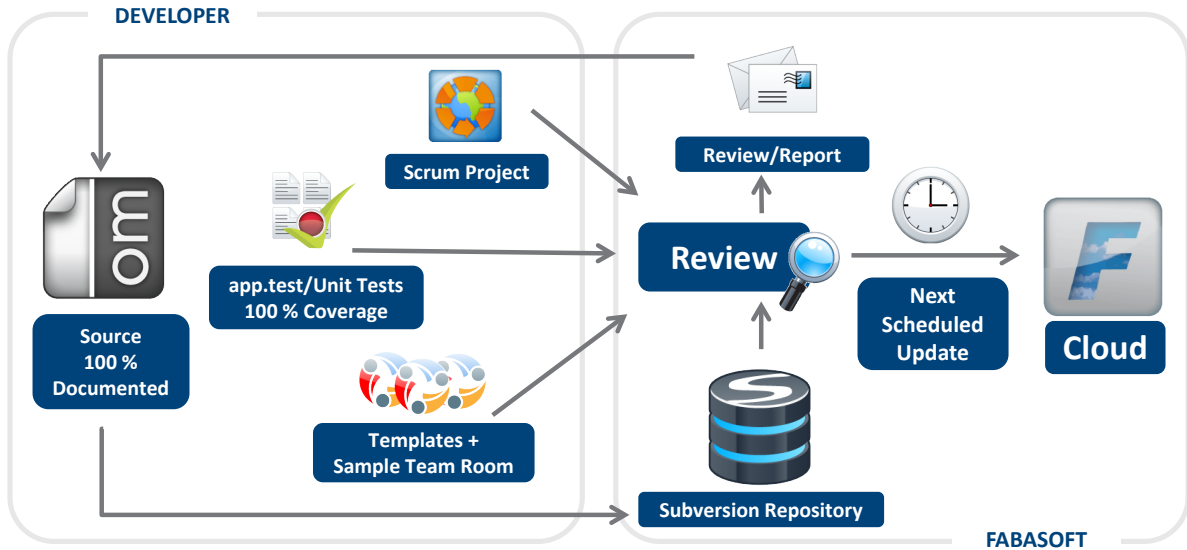 DEVELOPER
Scrum Project
Review/Report
om
app.test/Unit Tests
100 % Coverage
Review
Source
100 %
Documented
Next
Scheduled
Update
F
Cloud
Templates +
Sample Team Room
Subversion Repository
FABASOFT